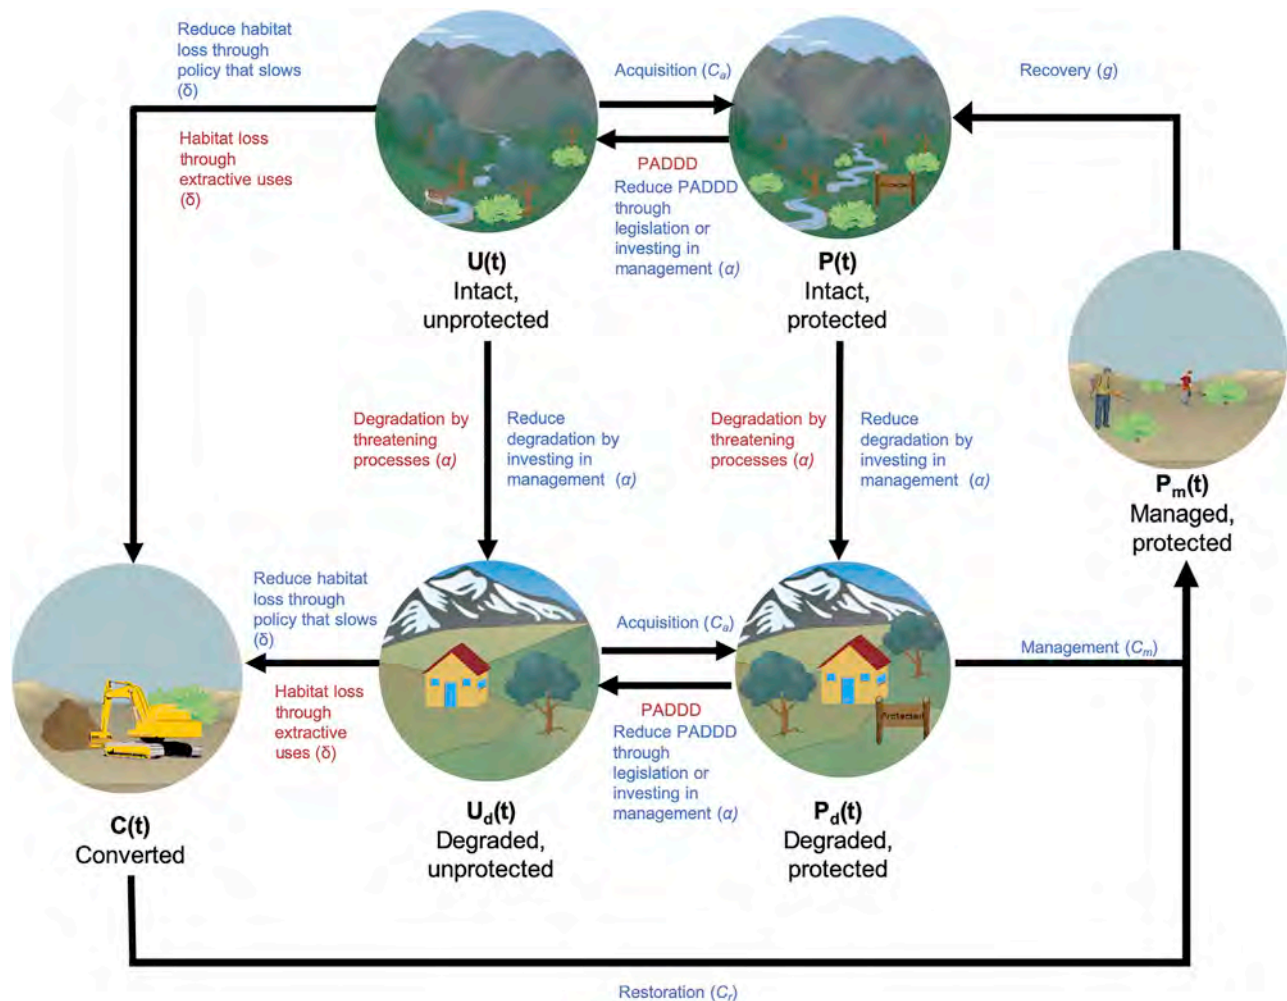 Reduce habitat
loss through
policy that slows
(δ)
Habitat loss
through
extractive uses
(δ)
Acquisition (Cₐ)
PADDD
Reduce PADDD
through
legislation or
investing in
management (α)
Recovery (g)
U(t)
Intact,
unprotected
P(t)
Intact,
protected
Degradation by
threatening
processes (α)
Reduce
degradation by
investing in
management (α)
Degradation by
threatening
processes (α)
Reduce
degradation by
investing in
management (α)
Pₘ(t)
Managed,
protected
Reduce habitat
loss through
policy that slows
(δ)
Habitat loss
through
extractive
uses (δ)
Acquisition (Cₐ)
PADDD
Reduce PADDD
through
legislation or
investing in
management (α)
Protected
Management (Cₘ)
C(t)
Converted
U_d(t)
Degraded,
unprotected
P_d(t)
Degraded,
protected
Restoration (Cᵣ)